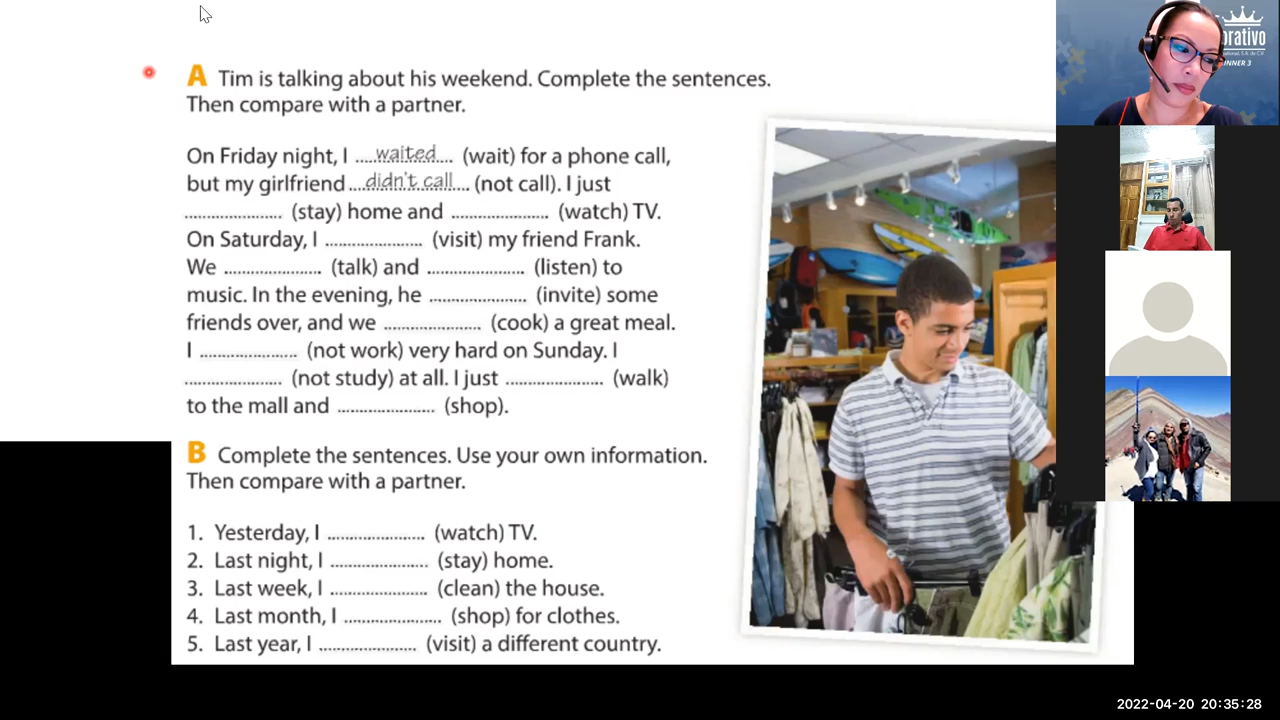 A Tim is talking about his weekend. Complete the sentences.
Then compare with a partner.
On Friday night, I ....waited.... (wait) for a phone call,
but my girlfriend ....didn't call.... (not call). I just
........................ (stay) home and ........................ (watch) TV.
On Saturday, I ........................ (visit) my friend Frank.
We ........................ (talk) and ........................ (listen) to
music. In the evening, he ........................ (invite) some
friends over, and we ........................ (cook) a great meal.
I ........................ (not work) very hard on Sunday. I
........................ (not study) at all. I just ........................ (walk)
to the mall and ........................ (shop).
B Complete the sentences. Use your own information.
Then compare with a partner.
1. Yesterday, I ........................ (watch) TV.
2. Last night, I ........................ (stay) home.
3. Last week, I ........................ (clean) the house.
4. Last month, I ........................ (shop) for clothes.
5. Last year, I ........................ (visit) a different country.
2022-04-20 20:35:28